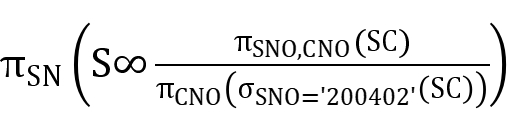 π_SN (S∞ π_SNO,CNO(SC) / π_CNO(σ_SNO='200402'(SC)))